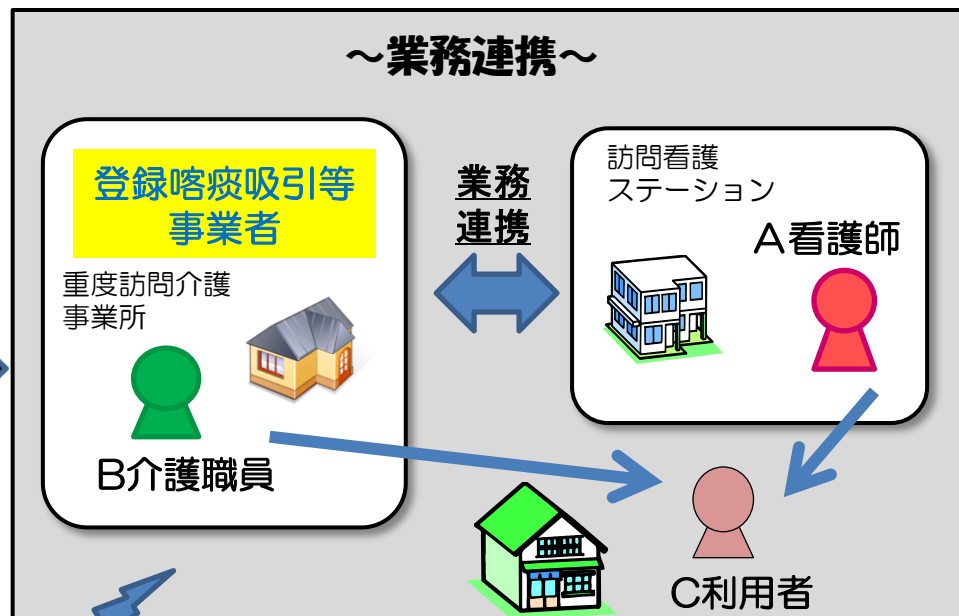 ～業務連携～
登録喀痰吸引等
事業者
重度訪問介護
事業所
B介護職員
業務
連携
訪問看護
ステーション
A看護師
C利用者